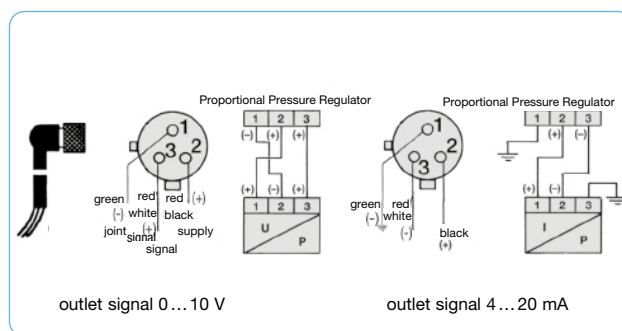 Proportional Pressure Regulator
1 2 3
(-) (+) (+)
1
3 2
green red' red (+)
(-) white black
joint (+) supply
signal
signal
(+) (-) (+)
1 2 3
U
P
outlet signal 0...10 V
Proportional Pressure Regulator
1 2 3
(+) (-)
1
3 2
green red'
(-) white
(-) black
(+)
(+) (-)
1 2 3
I
P
outlet signal 4...20 mA